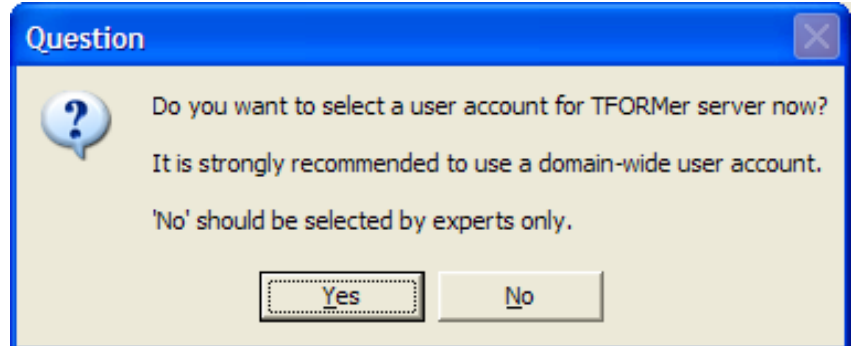 Question
Do you want to select a user account for TFORMer server now?
It is strongly recommended to use a domain-wide user account.
'No' should be selected by experts only.
Yes
No